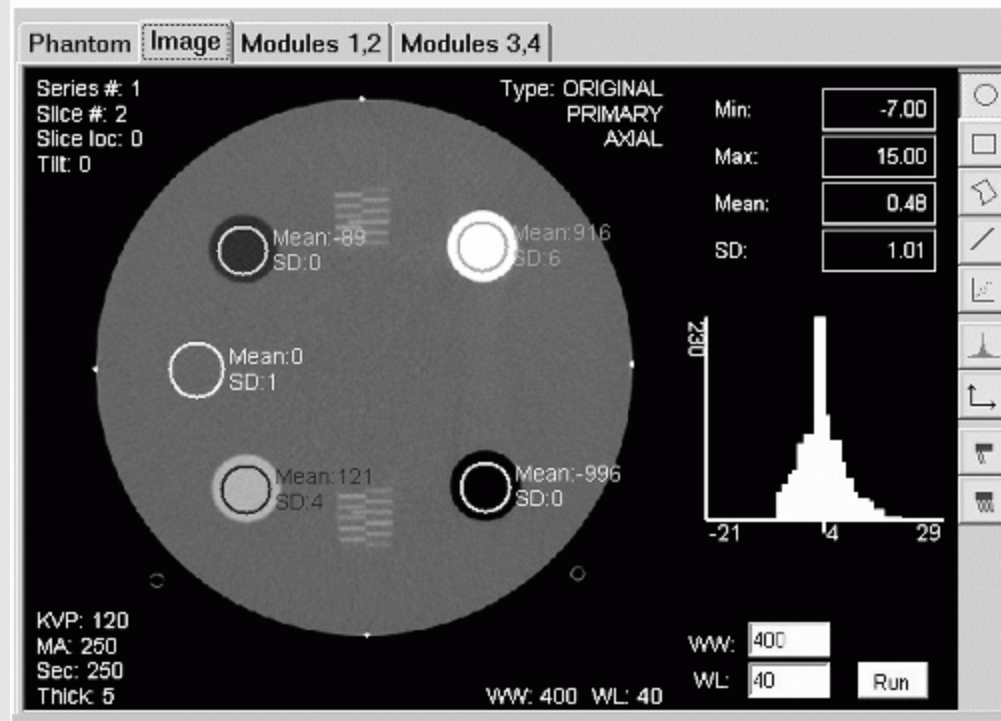 Phantom Image Modules 1,2 Modules 3,4
Series #: 1
Slice #: 2
Slice loc: 0
Tilt: 0
Type: ORIGINAL
PRIMARY
AXIAL
Min: -7.00
Max: 15.00
Mean: 0.48
SD: 1.01
Mean:-89
SD:0
Mean:916
SD:6
Mean:0
SD:1
Mean:121
SD:4
Mean:-996
SD:0
230
-21 4 29
KVP: 120
MA: 250
Sec: 250
Thick: 5
WW: 400 WL: 40
WW: 400
WL: 40
Run